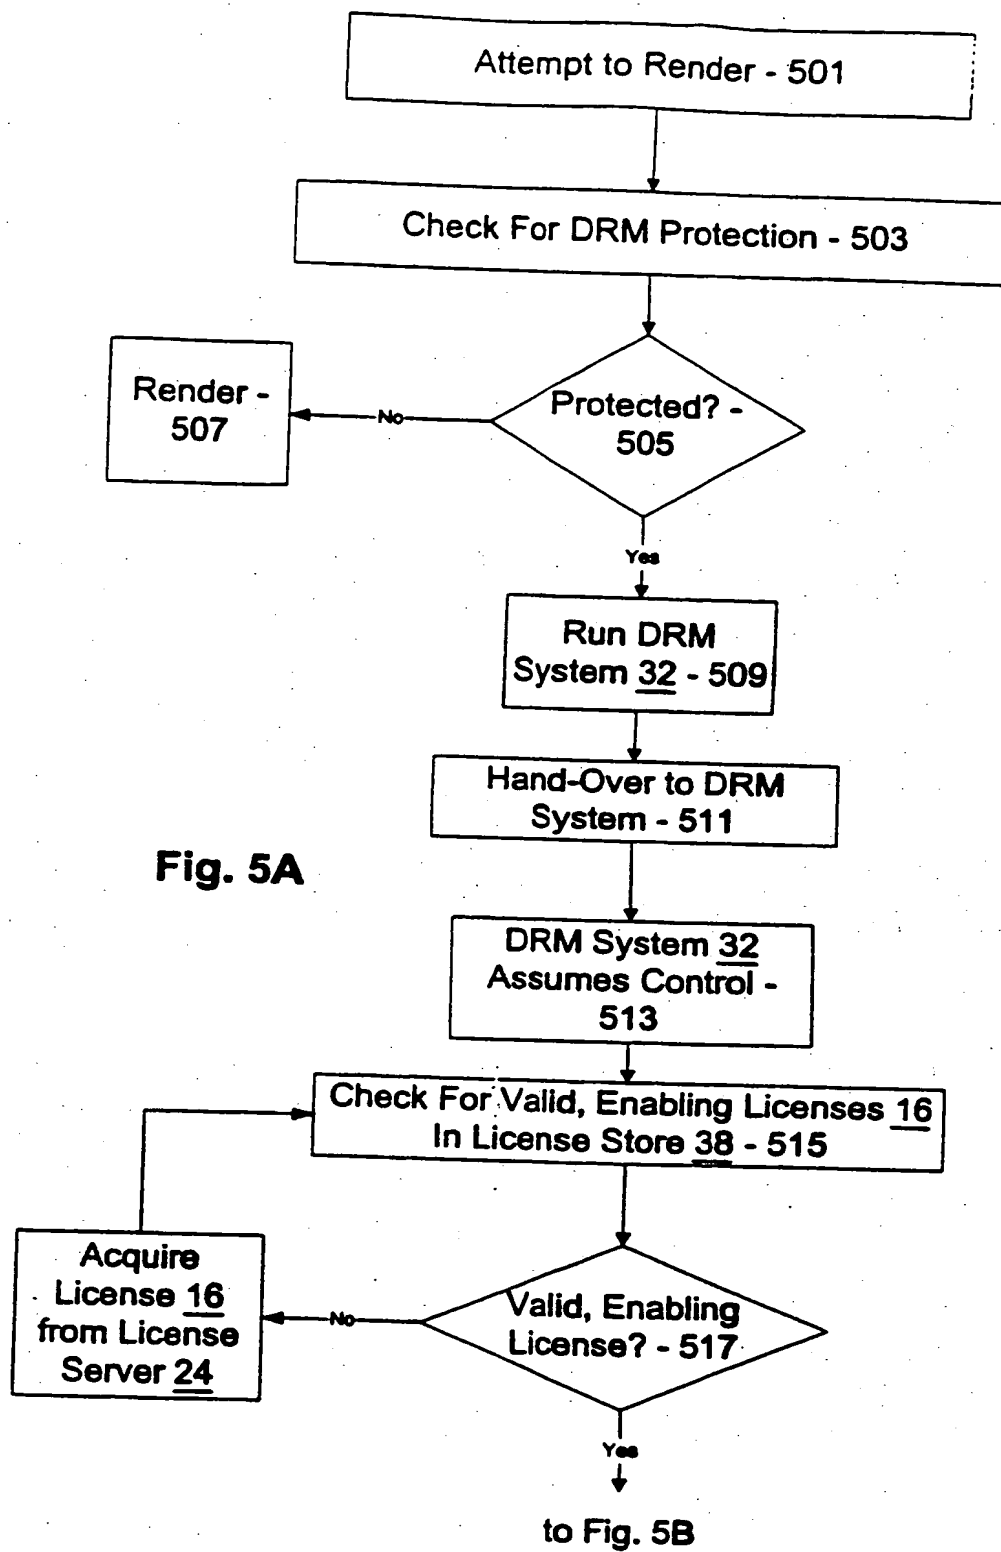 Attempt to Render - 501
Check For DRM Protection - 503
Protected? -
505
No
Render -
507
Yes
Run DRM
System 32 - 509
Hand-Over to DRM
System - 511
Fig. 5A
DRM System 32
Assumes Control -
513
Check For Valid, Enabling Licenses 16
In License Store 38 - 515
Valid, Enabling
License? - 517
No
Acquire
License 16
from License
Server 24
Yes
to Fig. 5B